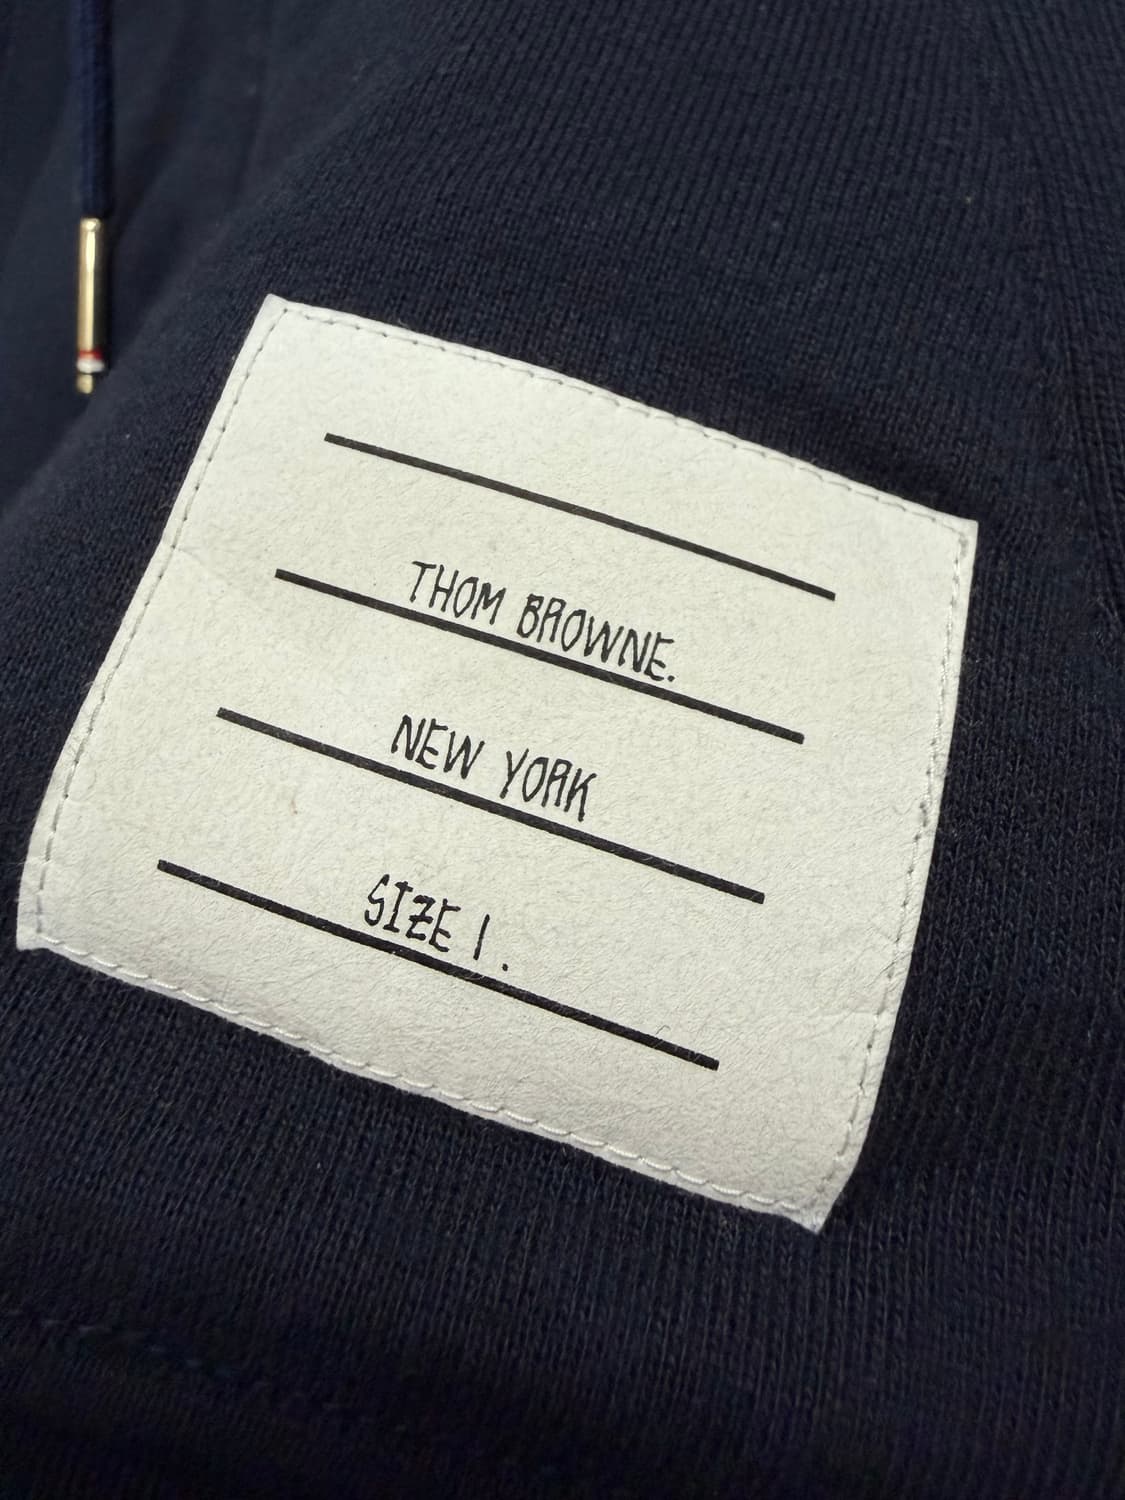 THOM BROWNE.
NEW YORK
SIZE 1.